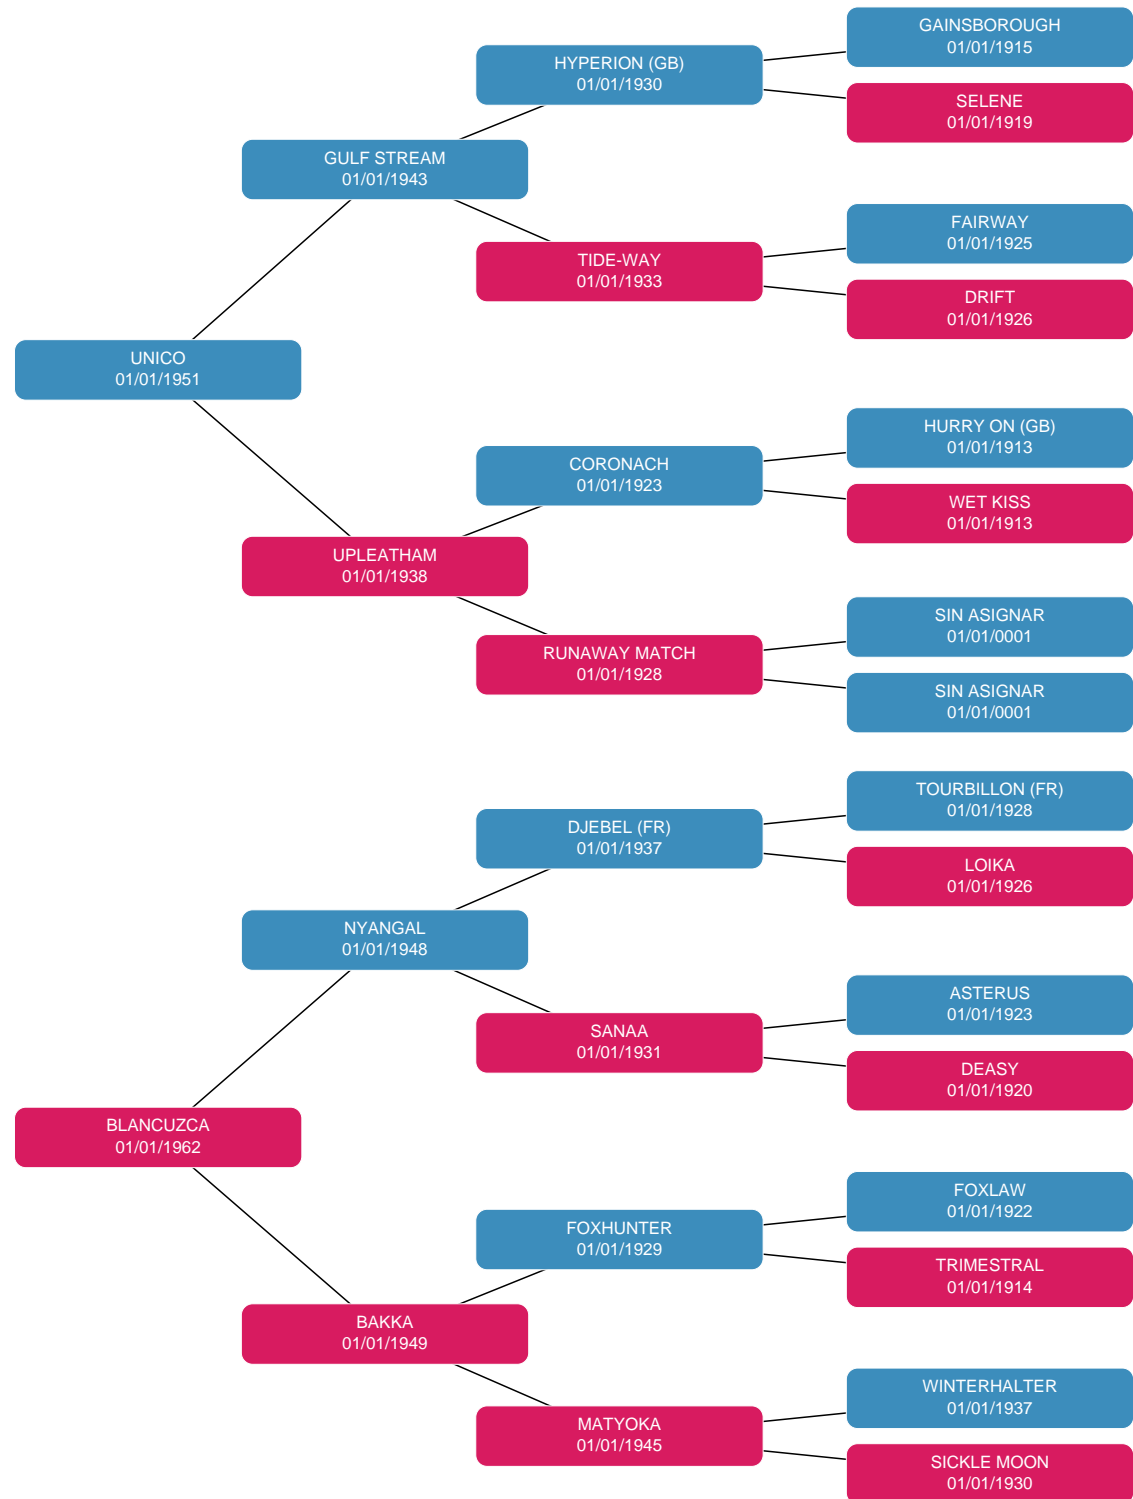 GAINSBOROUGH
01/01/1915
HYPERION (GB)
01/01/1930
SELENE
01/01/1919
GULF STREAM
01/01/1943
FAIRWAY
01/01/1925
TIDE-WAY
01/01/1933
DRIFT
01/01/1926
UNICO
01/01/1951
HURRY ON (GB)
01/01/1913
CORONACH
01/01/1923
WET KISS
01/01/1913
UPLEATHAM
01/01/1938
SIN ASIGNAR
01/01/0001
RUNAWAY MATCH
01/01/1928
SIN ASIGNAR
01/01/0001
TOURBILLON (FR)
01/01/1928
DJEBEL (FR)
01/01/1937
LOIKA
01/01/1926
NYANGAL
01/01/1948
ASTERUS
01/01/1923
SANAA
01/01/1931
DEASY
01/01/1920
BLANCUZCA
01/01/1962
FOXLAW
01/01/1922
FOXHUNTER
01/01/1929
TRIMESTRAL
01/01/1914
BAKKA
01/01/1949
WINTERHALTER
01/01/1937
MATYOKA
01/01/1945
SICKLE MOON
01/01/1930